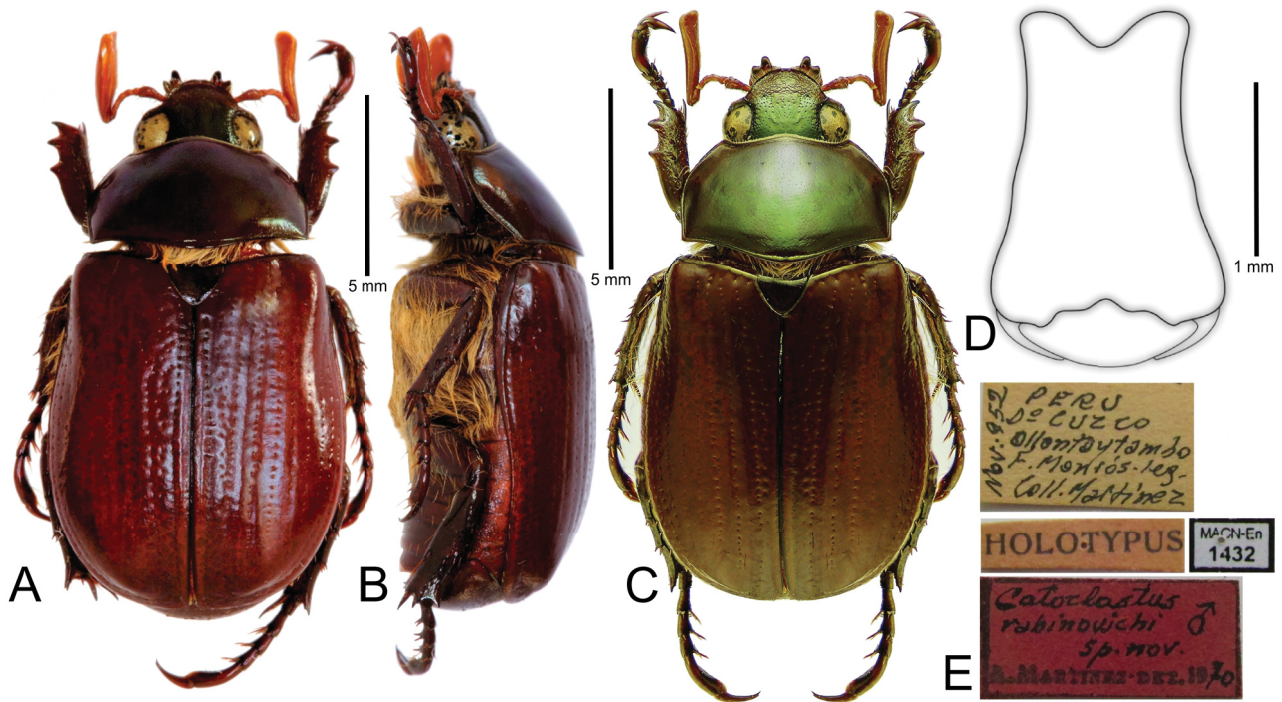 A
B
C
D
E
5 mm
5 mm
1 mm
PERU
Dº CUZCO
Ollantaytambo
F. Monrós-leg-
Coll. Martinez
Nov.-952
HOLOTYPUS
MACN-En
1432
Catoclastus ♂
rabinovichi
sp. nov.
A. MARTINEZ-DET. 1970